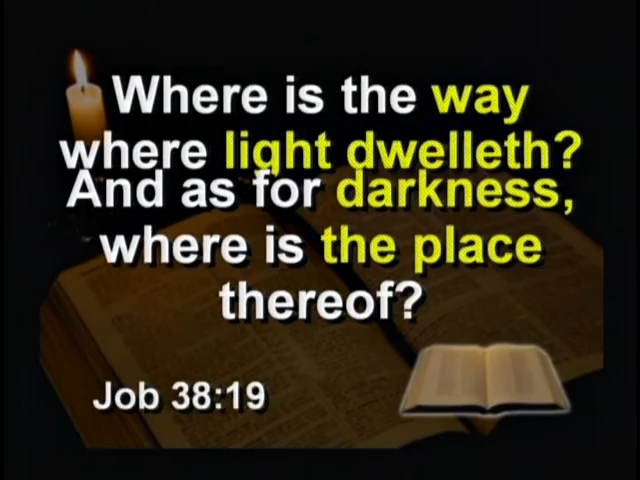 Where is the way
where light dwelleth?
And as for darkness,
where is the place
thereof?
Job 38:19